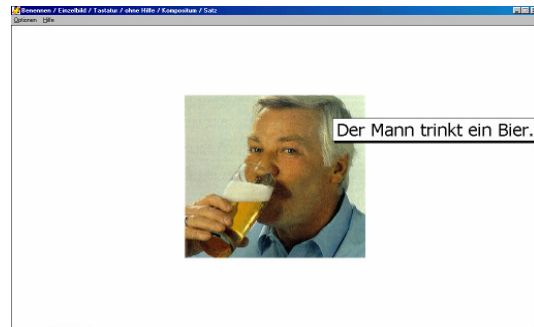 Benennen / Einzelbild / Tastatur / ohne Hilfe / Kompositum / Satz
Optionen Hilfe
Der Mann trinkt ein Bier.